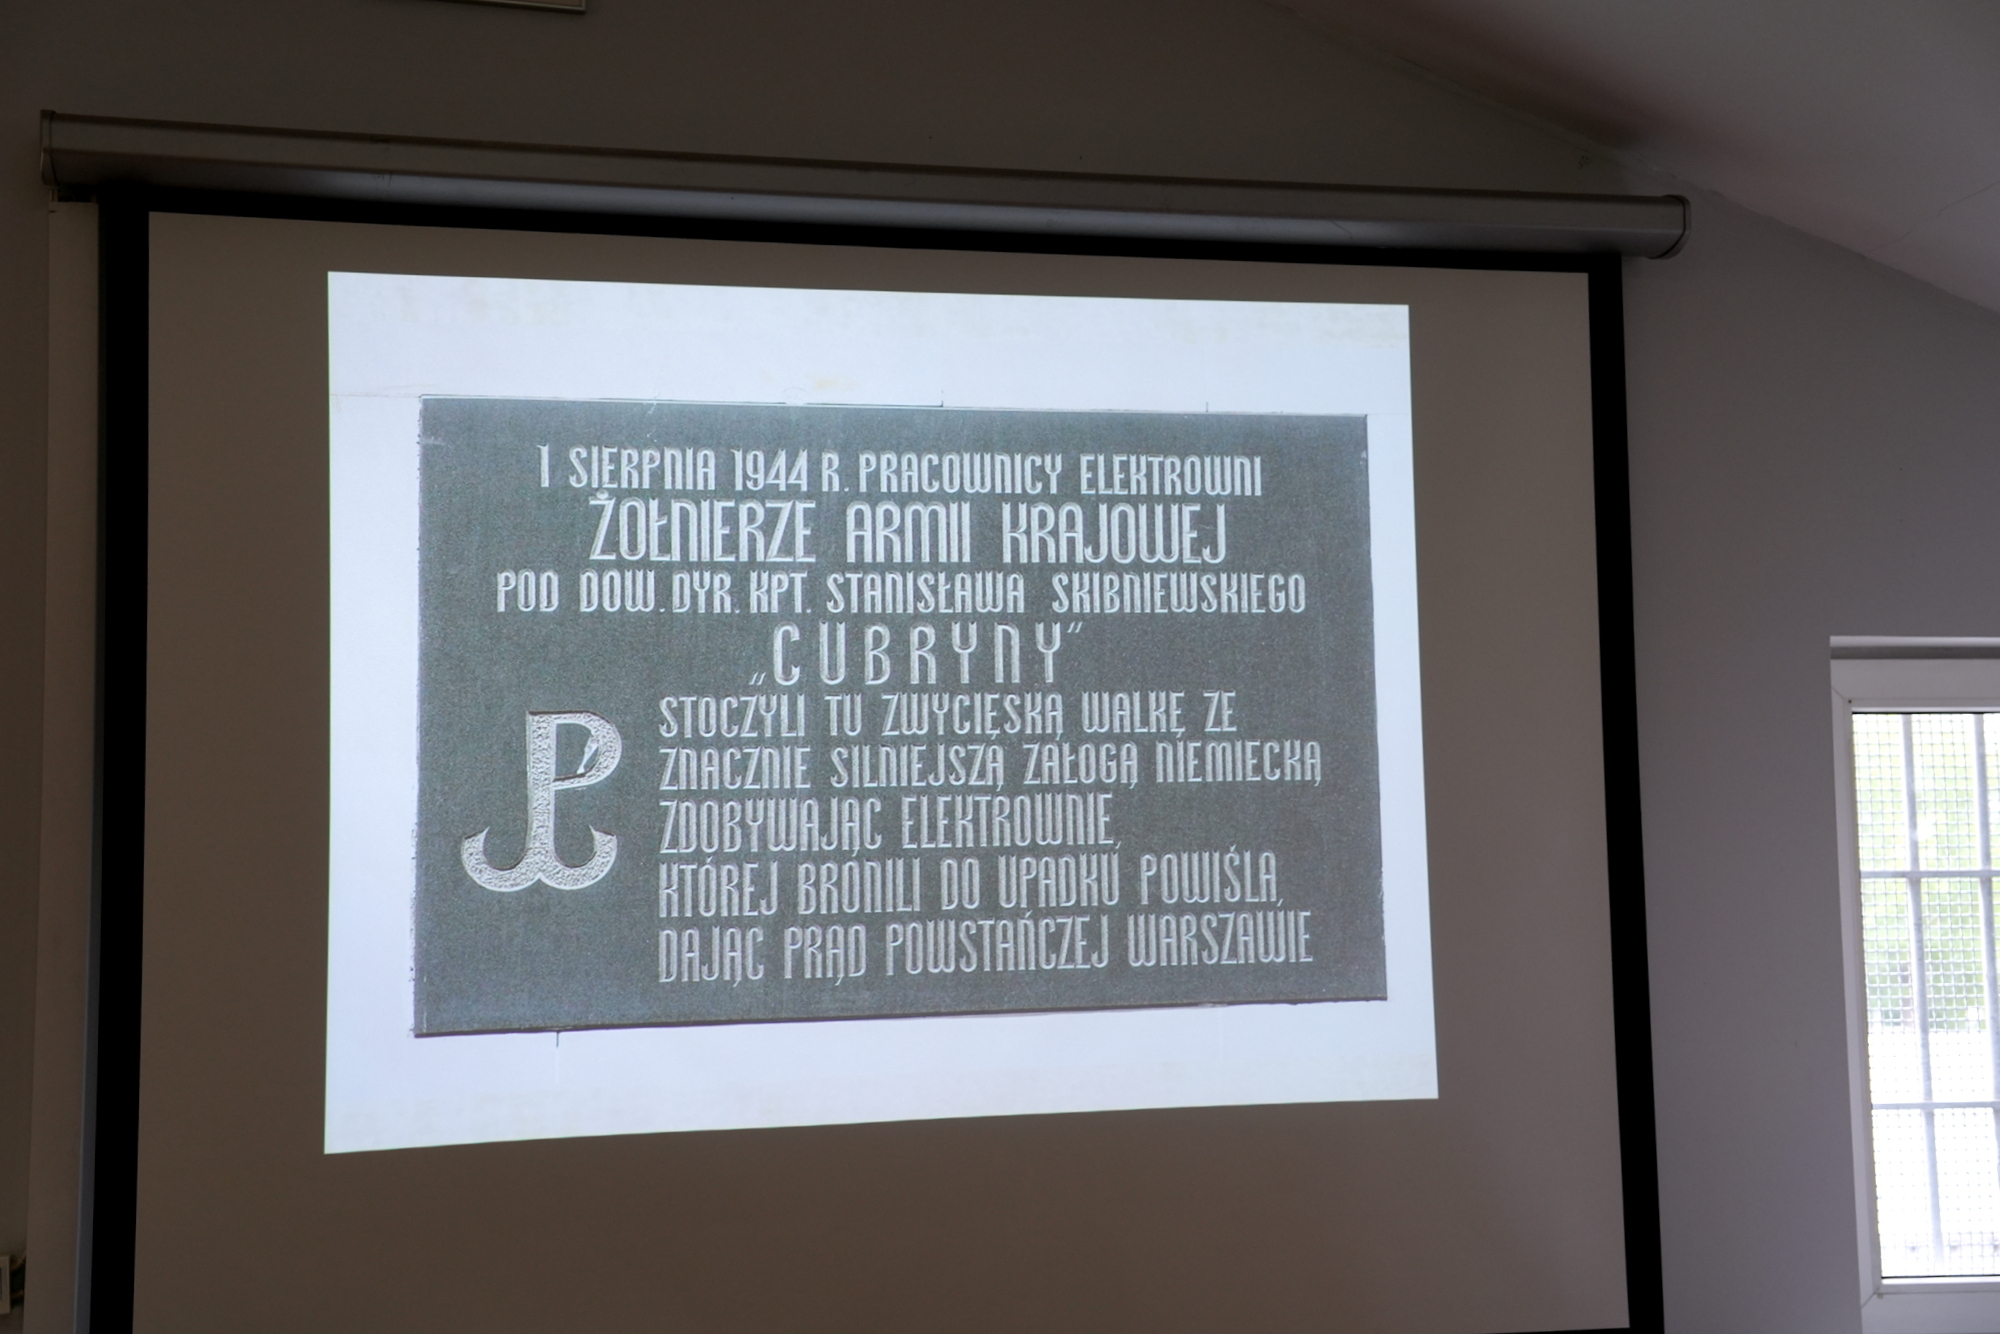 1 SIERPNIA 1944 R. PRACOWNICY ELEKTROWNI
ŻOŁNIERZE ARMII KRAJOWEJ
POD DOW. DYR. KPT. STANISŁAWA SKIBNIEWSKIEGO
„CUBRYNY"
STOCZYLI TU ZWYCIĘSKĄ WALKĘ ZE
ZNACZNIE SILNIEJSZĄ ZAŁOGĄ NIEMIECKĄ
ZDOBYWAJĄC ELEKTROWNIĘ,
KTÓREJ BRONILI DO UPADKU POWIŚLA,
DAJĄC PRĄD POWSTAŃCZEJ WARSZAWIE